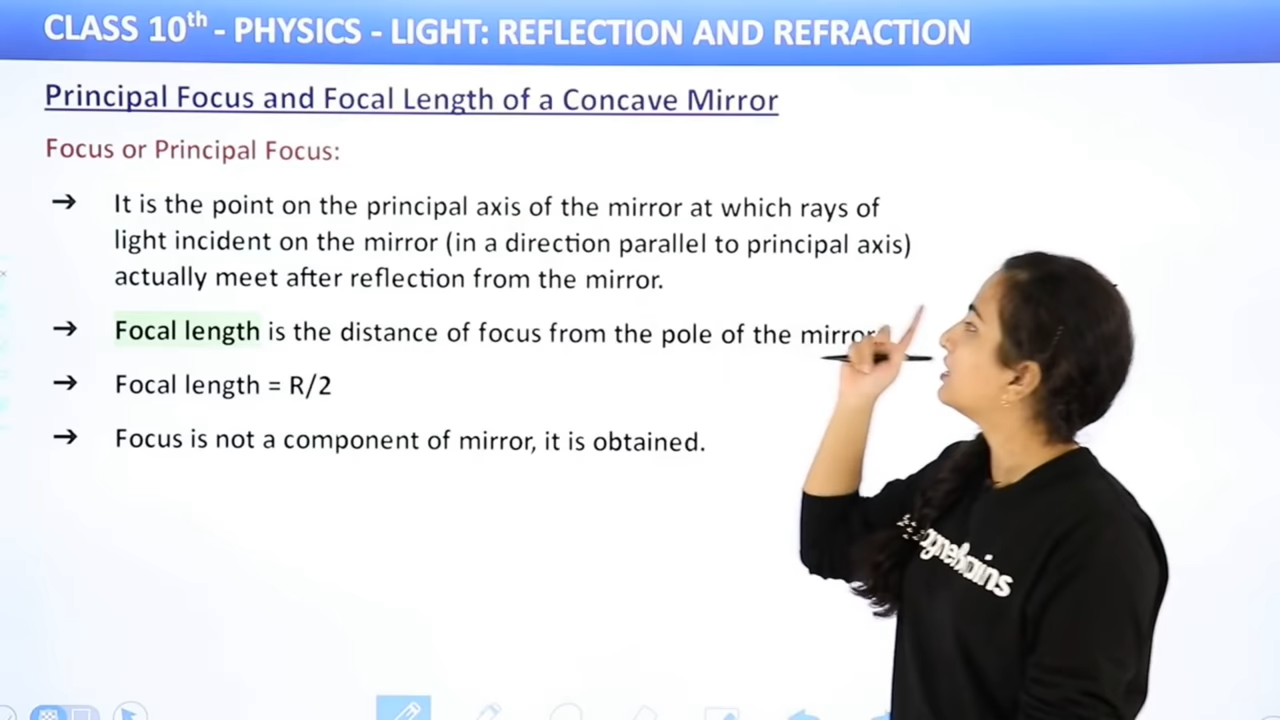 CLASS 10th - PHYSICS - LIGHT: REFLECTION AND REFRACTION
Principal Focus and Focal Length of a Concave Mirror
Focus or Principal Focus:
➔ It is the point on the principal axis of the mirror at which rays of
light incident on the mirror (in a direction parallel to principal axis)
actually meet after reflection from the mirror.
➔ Focal length is the distance of focus from the pole of the mirror
➔ Focal length = R/2
➔ Focus is not a component of mirror, it is obtained.